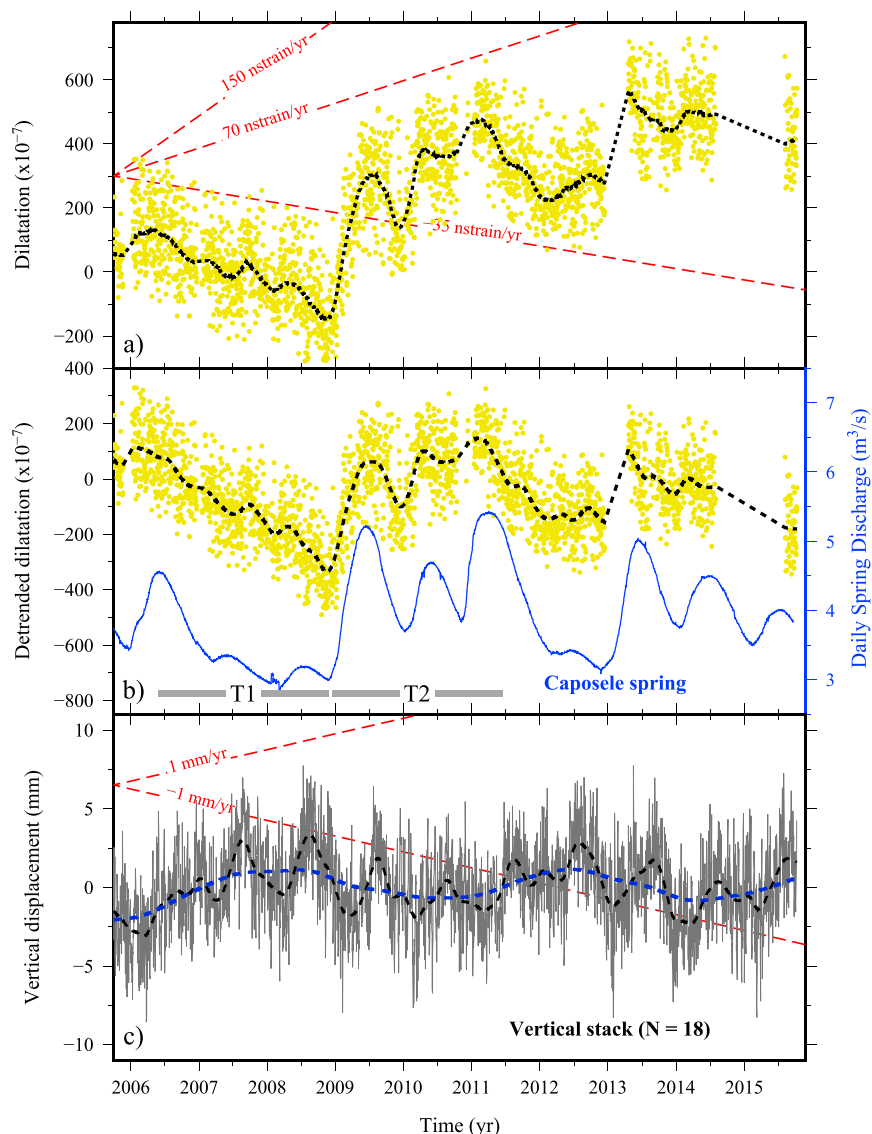 600
400
200
0
−200
Dilatation (x10⁻⁷)
150 nstrain/yr
70 nstrain/yr
−35 nstrain/yr
a)
400
200
0
−200
−400
−600
−800
Detrended dilatation (x10⁻⁷)
7
6
5
4
3
Daily Spring Discharge (m³/s)
b)
T1
T2
Caposele spring
10
5
0
−5
−10
Vertical displacement (mm)
1 mm/yr
−1 mm/yr
c)
Vertical stack (N = 18)
2006 2007 2008 2009 2010 2011 2012 2013 2014 2015
Time (yr)